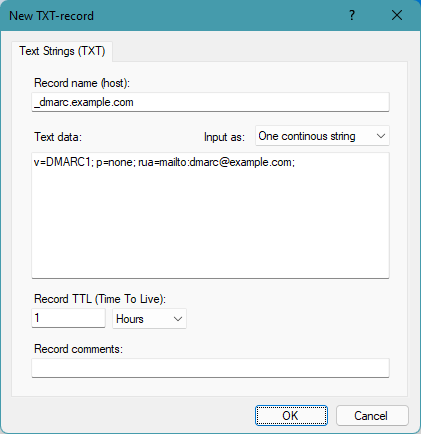 New TXT-record
Text Strings (TXT)
Record name (host):
_dmarc.example.com
Text data:
Input as:
One continous string
v=DMARC1; p=none; rua=mailto:dmarc@example.com;
Record TTL (Time To Live):
1
Hours
Record comments:
OK
Cancel